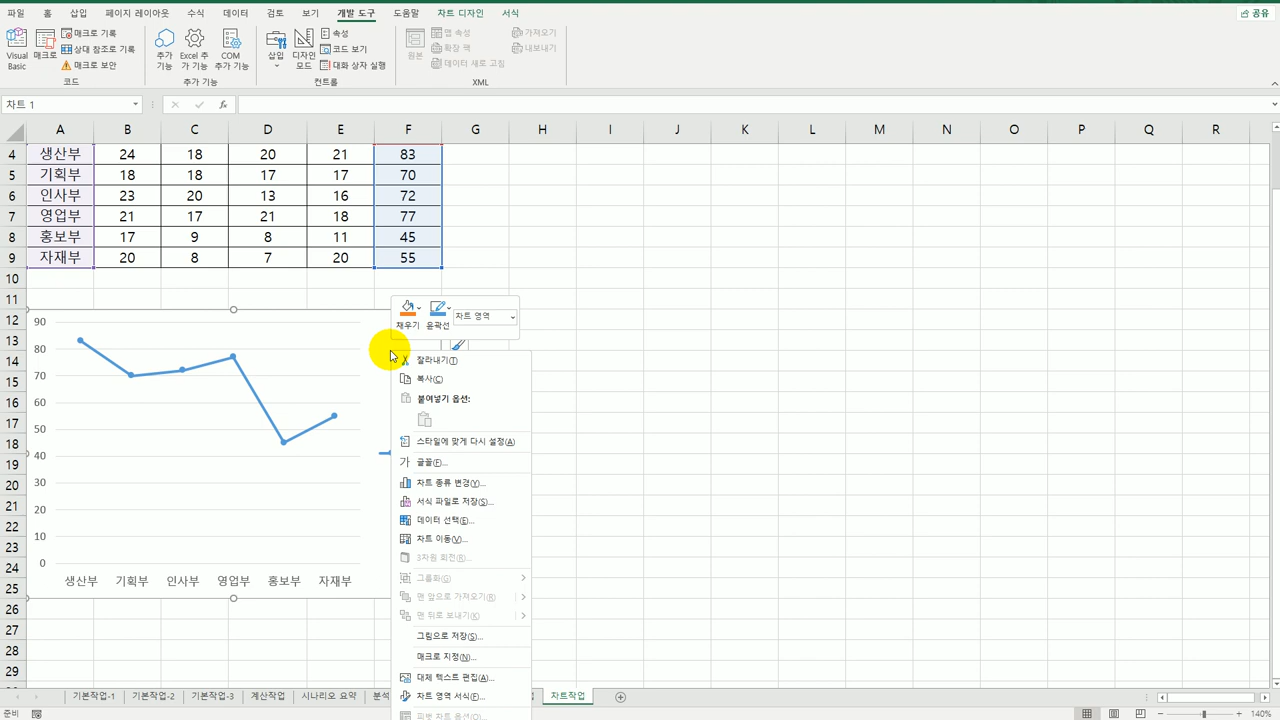 파일 홈 삽입 페이지 레이아웃 수식 데이터 검토 보기 개발 도구 도움말 차트 디자인 서식 공유
Visual Basic
매크로
매크로 기록
상대 참조로 기록
매크로 보안
코드
추가 기능
Excel 추가 기능
COM 추가 기능
추가 기능
삽입
디자인 모드
속성
코드 보기
대화 상자 실행
컨트롤
원본
맵 속성
확장 팩
데이터 새로 고침
가져오기
내보내기
XML
차트 1
fx
A B C D E F G H I J K L M N O P Q R
4 생산부 24 18 20 21 83
5 기획부 18 18 17 17 70
6 인사부 23 20 13 16 72
7 영업부 21 17 21 18 77
8 홍보부 17 9 8 11 45
9 자재부 20 8 7 20 55
10
11
12
13
14
15
16
17
18
19
20
21
22
23
24
25
26
27
28
29
90
80
70
60
50
40
30
20
10
0
생산부 기획부 인사부 영업부 홍보부 자재부
채우기 윤곽선 차트 영역
잘라내기(T)
복사(C)
붙여넣기 옵션:
스타일에 맞게 다시 설정(A)
가 글꼴(F)...
차트 종류 변경(Y)...
서식 파일로 저장(S)...
데이터 선택(E)...
차트 이동(V)...
3차원 회전(R)...
그룹화(G)
맨 앞으로 가져오기(R)
맨 뒤로 보내기(K)
그림으로 저장(S)...
매크로 지정(N)...
대체 텍스트 편집(A)...
차트 영역 서식(F)...
피벗 차트 옵션(O)...
기본작업-1 기본작업-2 기본작업-3 계산작업 시나리오 요약 분석 차트작업
준비
140%